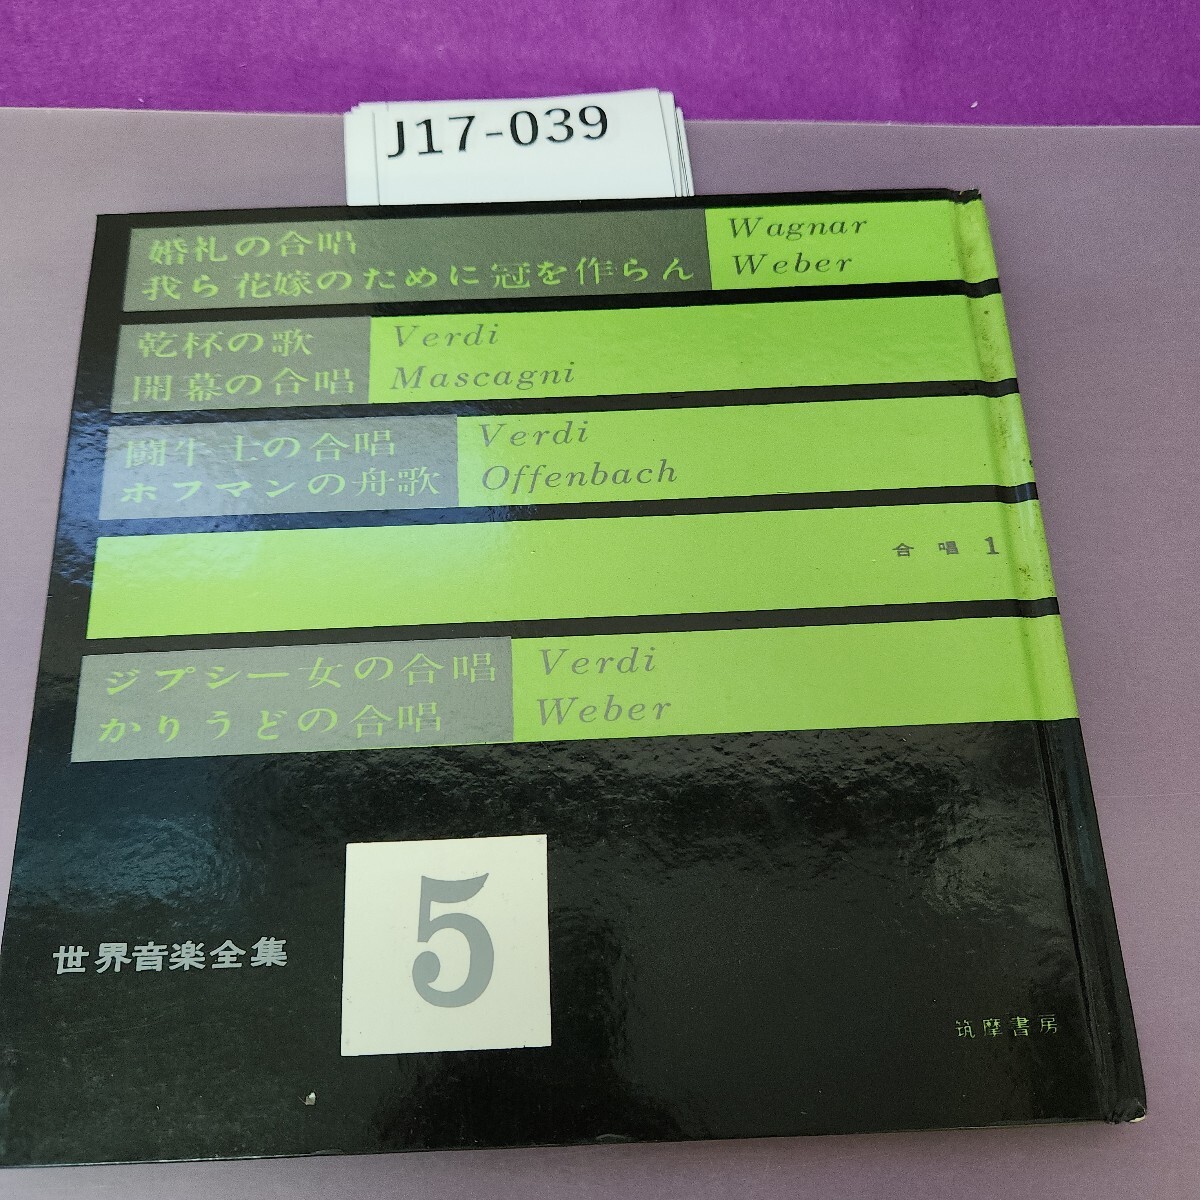 J17-039
婚礼の合唱 Wagnar
我ら花嫁のために冠を作らん Weber
乾杯の歌 Verdi
開幕の合唱 Mascagni
闘牛士の合唱 Verdi
ホフマンの舟歌 Offenbach
合唱 1
ジプシー女の合唱 Verdi
かりうどの合唱 Weber
5
世界音楽全集
筑摩書房